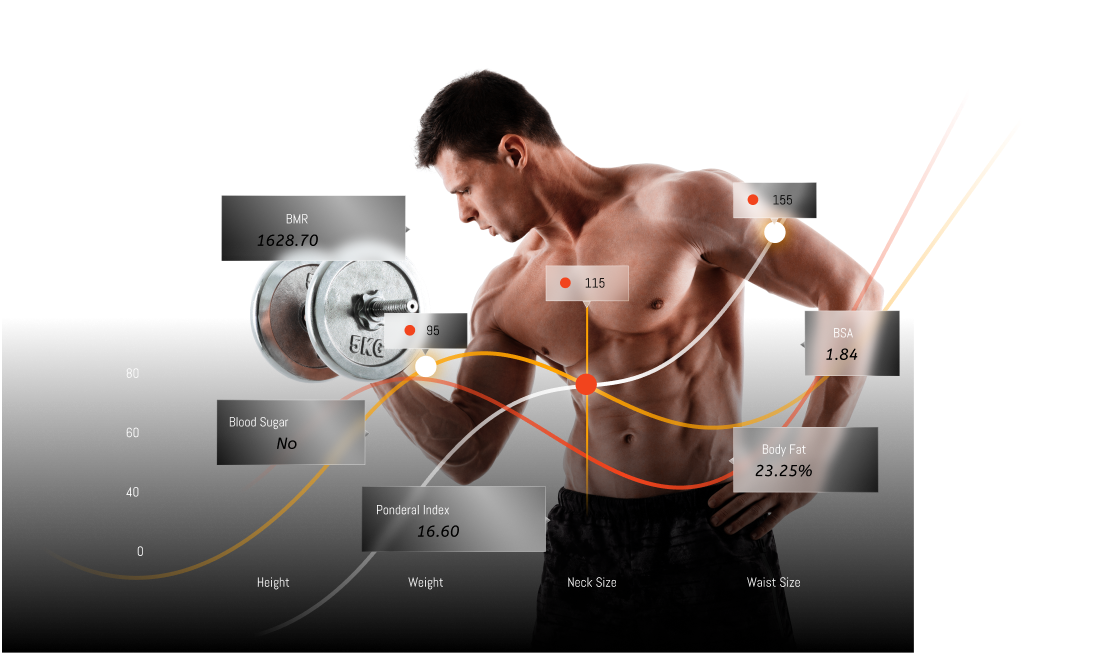 155
BMR
1628.70
115
95
5KG
BSA
1.84
80
Blood Sugar
No
60
Body Fat
23.25%
40
Ponderal Index
16.60
0
Height
Weight
Neck Size
Waist Size